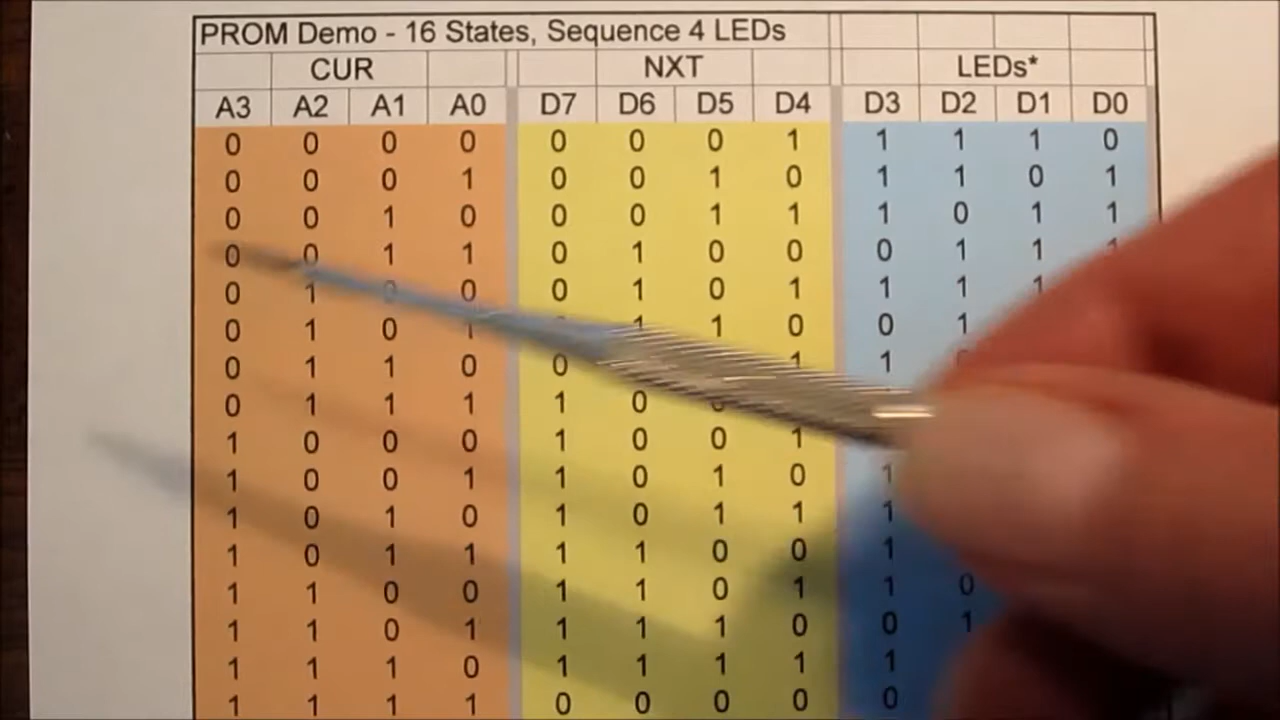 PROM Demo - 16 States, Sequence 4 LEDs
CUR NXT LEDs*
A3 A2 A1 A0 D7 D6 D5 D4 D3 D2 D1 D0
0 0 0 0 0 0 0 1 1 1 1 0
0 0 0 1 0 0 1 0 1 1 0 1
0 0 1 0 0 0 1 1 1 0 1 1
0 0 1 1 0 1 0 0 0 1 1 1
0 1 0 0 0 1 0 1 1 1 1
0 1 0 1 0 1 1 0 0 1
0 1 1 0 0 1 1
0 1 1 1 1 0
1 0 0 0 1 0 0 1
1 0 0 1 1 0 1 0 1
1 0 1 0 1 0 1 1 1
1 0 1 1 1 1 0 0 1
1 1 0 0 1 1 0 1 1 0
1 1 0 1 1 1 1 0 0 1
1 1 1 0 1 1 1 1 1
1 1 1 1 0 0 0 0 0